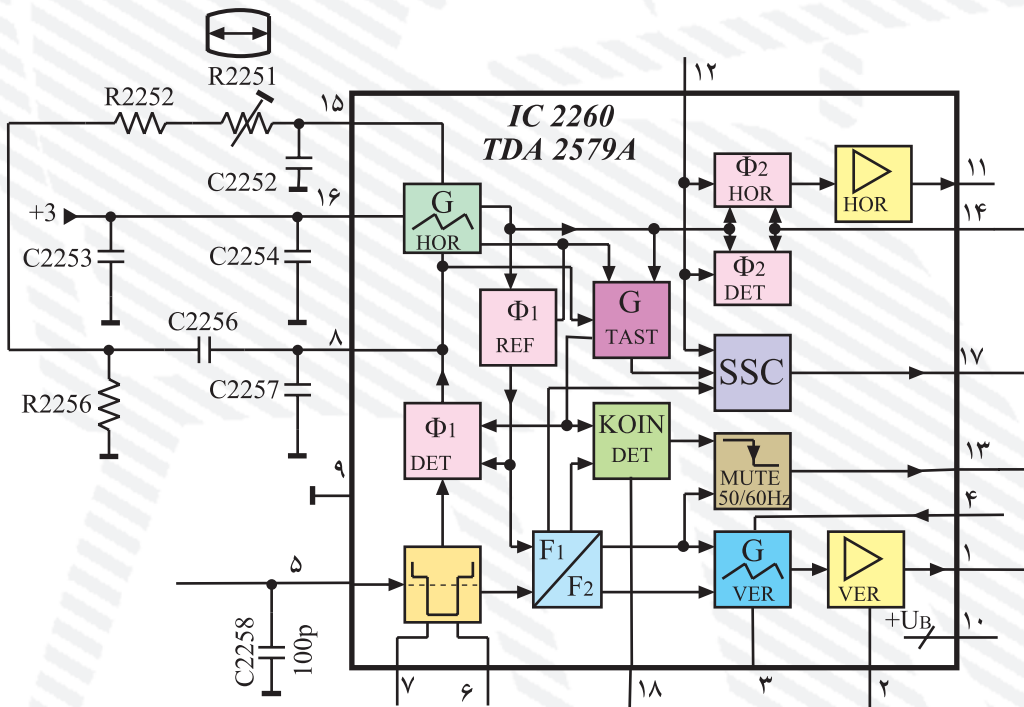 ۱۲
R2251
R2252
۱۵
IC 2260
TDA 2579A
C2252
Φ2
HOR
HOR
۱۱
۱۶
+3
G
HOR
۱۴
C2253
C2254
Φ2
DET
Φ1
REF
G
TAST
C2256
۸
SSC
۱۷
C2257
R2256
Φ1
DET
KOIN
DET
۱۳
MUTE
50/60Hz
۹
۴
F1
F2
G
VER
VER
۱
۵
C2258
100p
+UB
۱۰
۷
۶
۱۸
۳
۲